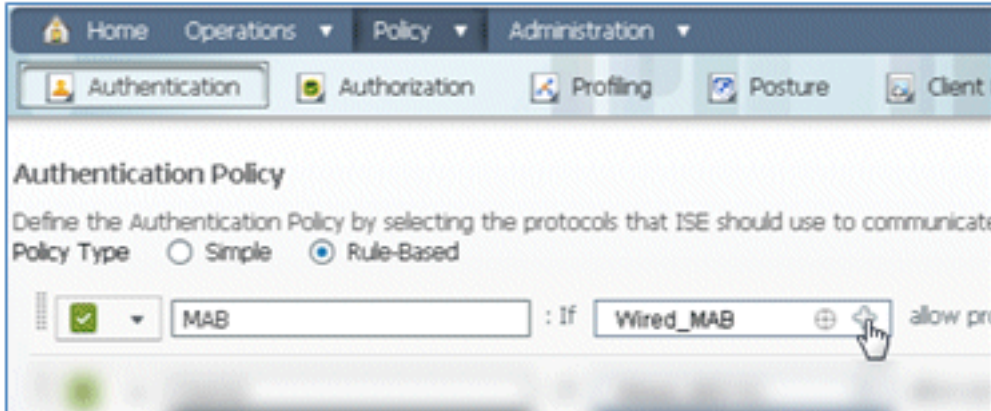 Home Operations Policy Administration
Authentication Authorization Profiling Posture Client
Authentication Policy
Define the Authentication Policy by selecting the protocols that ISE should use to communicate
Policy Type Simple Rule-Based
MAB : If Wired_MAB allow pro